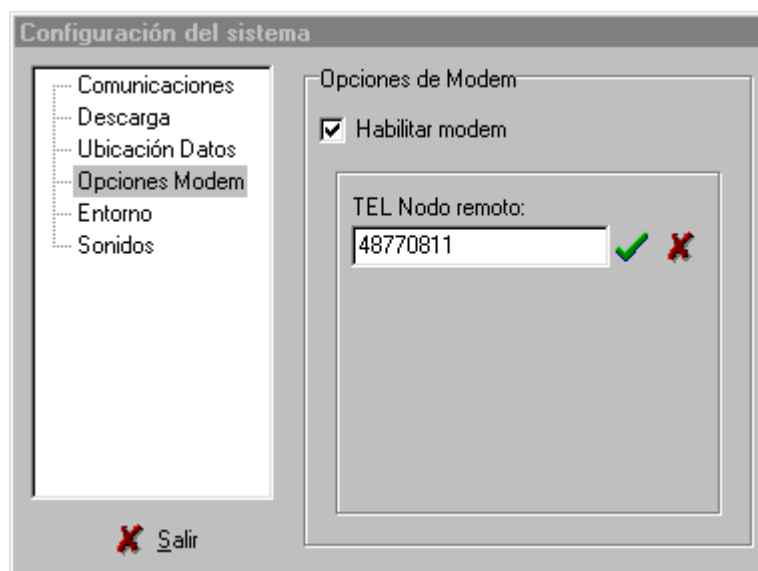 Configuración del sistema
Comunicaciones
Descarga
Ubicación Datos
Opciones Modem
Entorno
Sonidos
Salir
Opciones de Modem
Habilitar modem
TEL Nodo remoto:
48770811